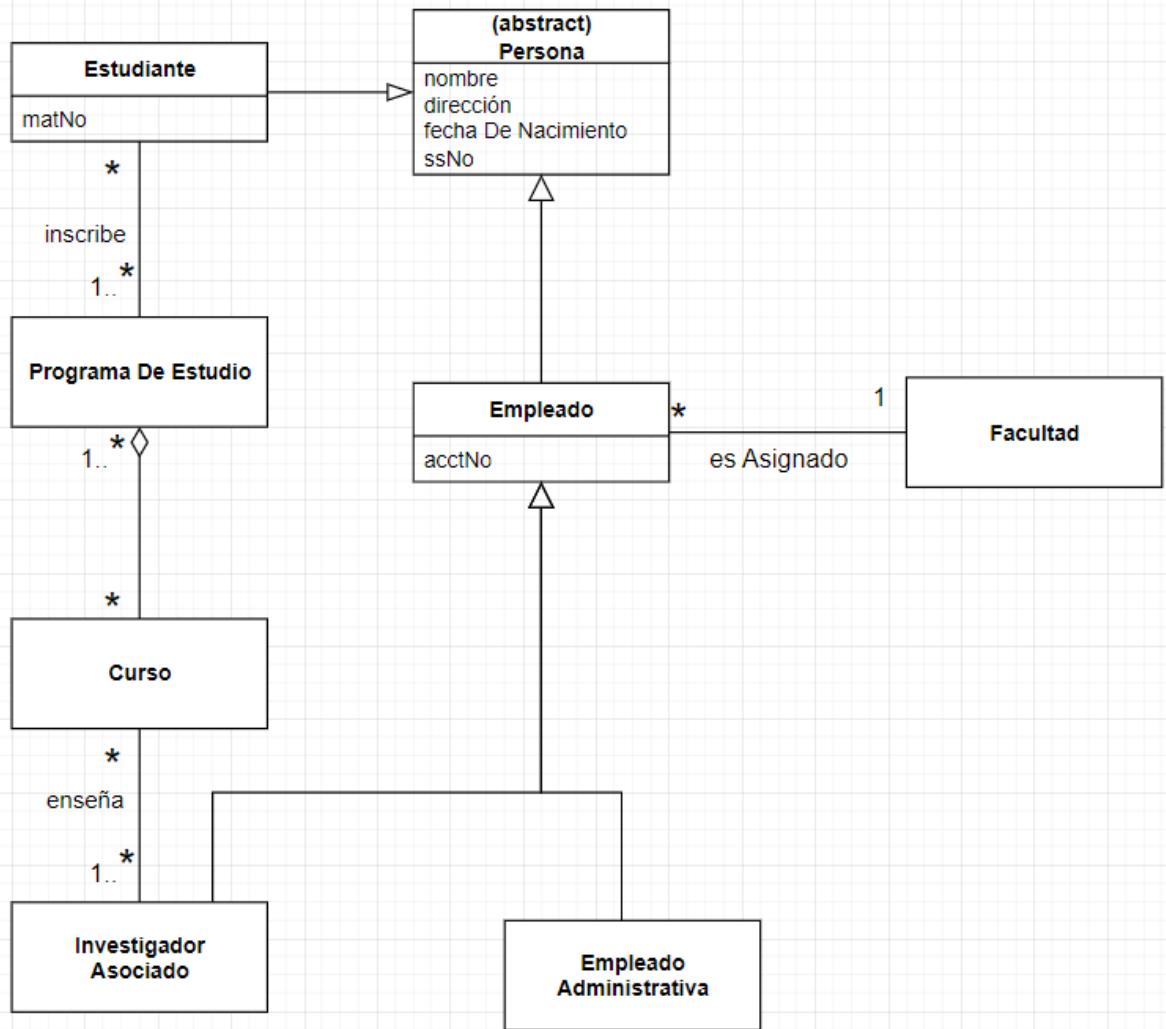 Estudiante
matNo
(abstract)
Persona
nombre
dirección
fecha De Nacimiento
ssNo
*
inscribe
1..*
Programa De Estudio
1..*
*
Curso
*
enseña
1..*
Investigador
Asociado
Empleado
acctNo
*
es Asignado
1
Facultad
Empleado
Administrativa